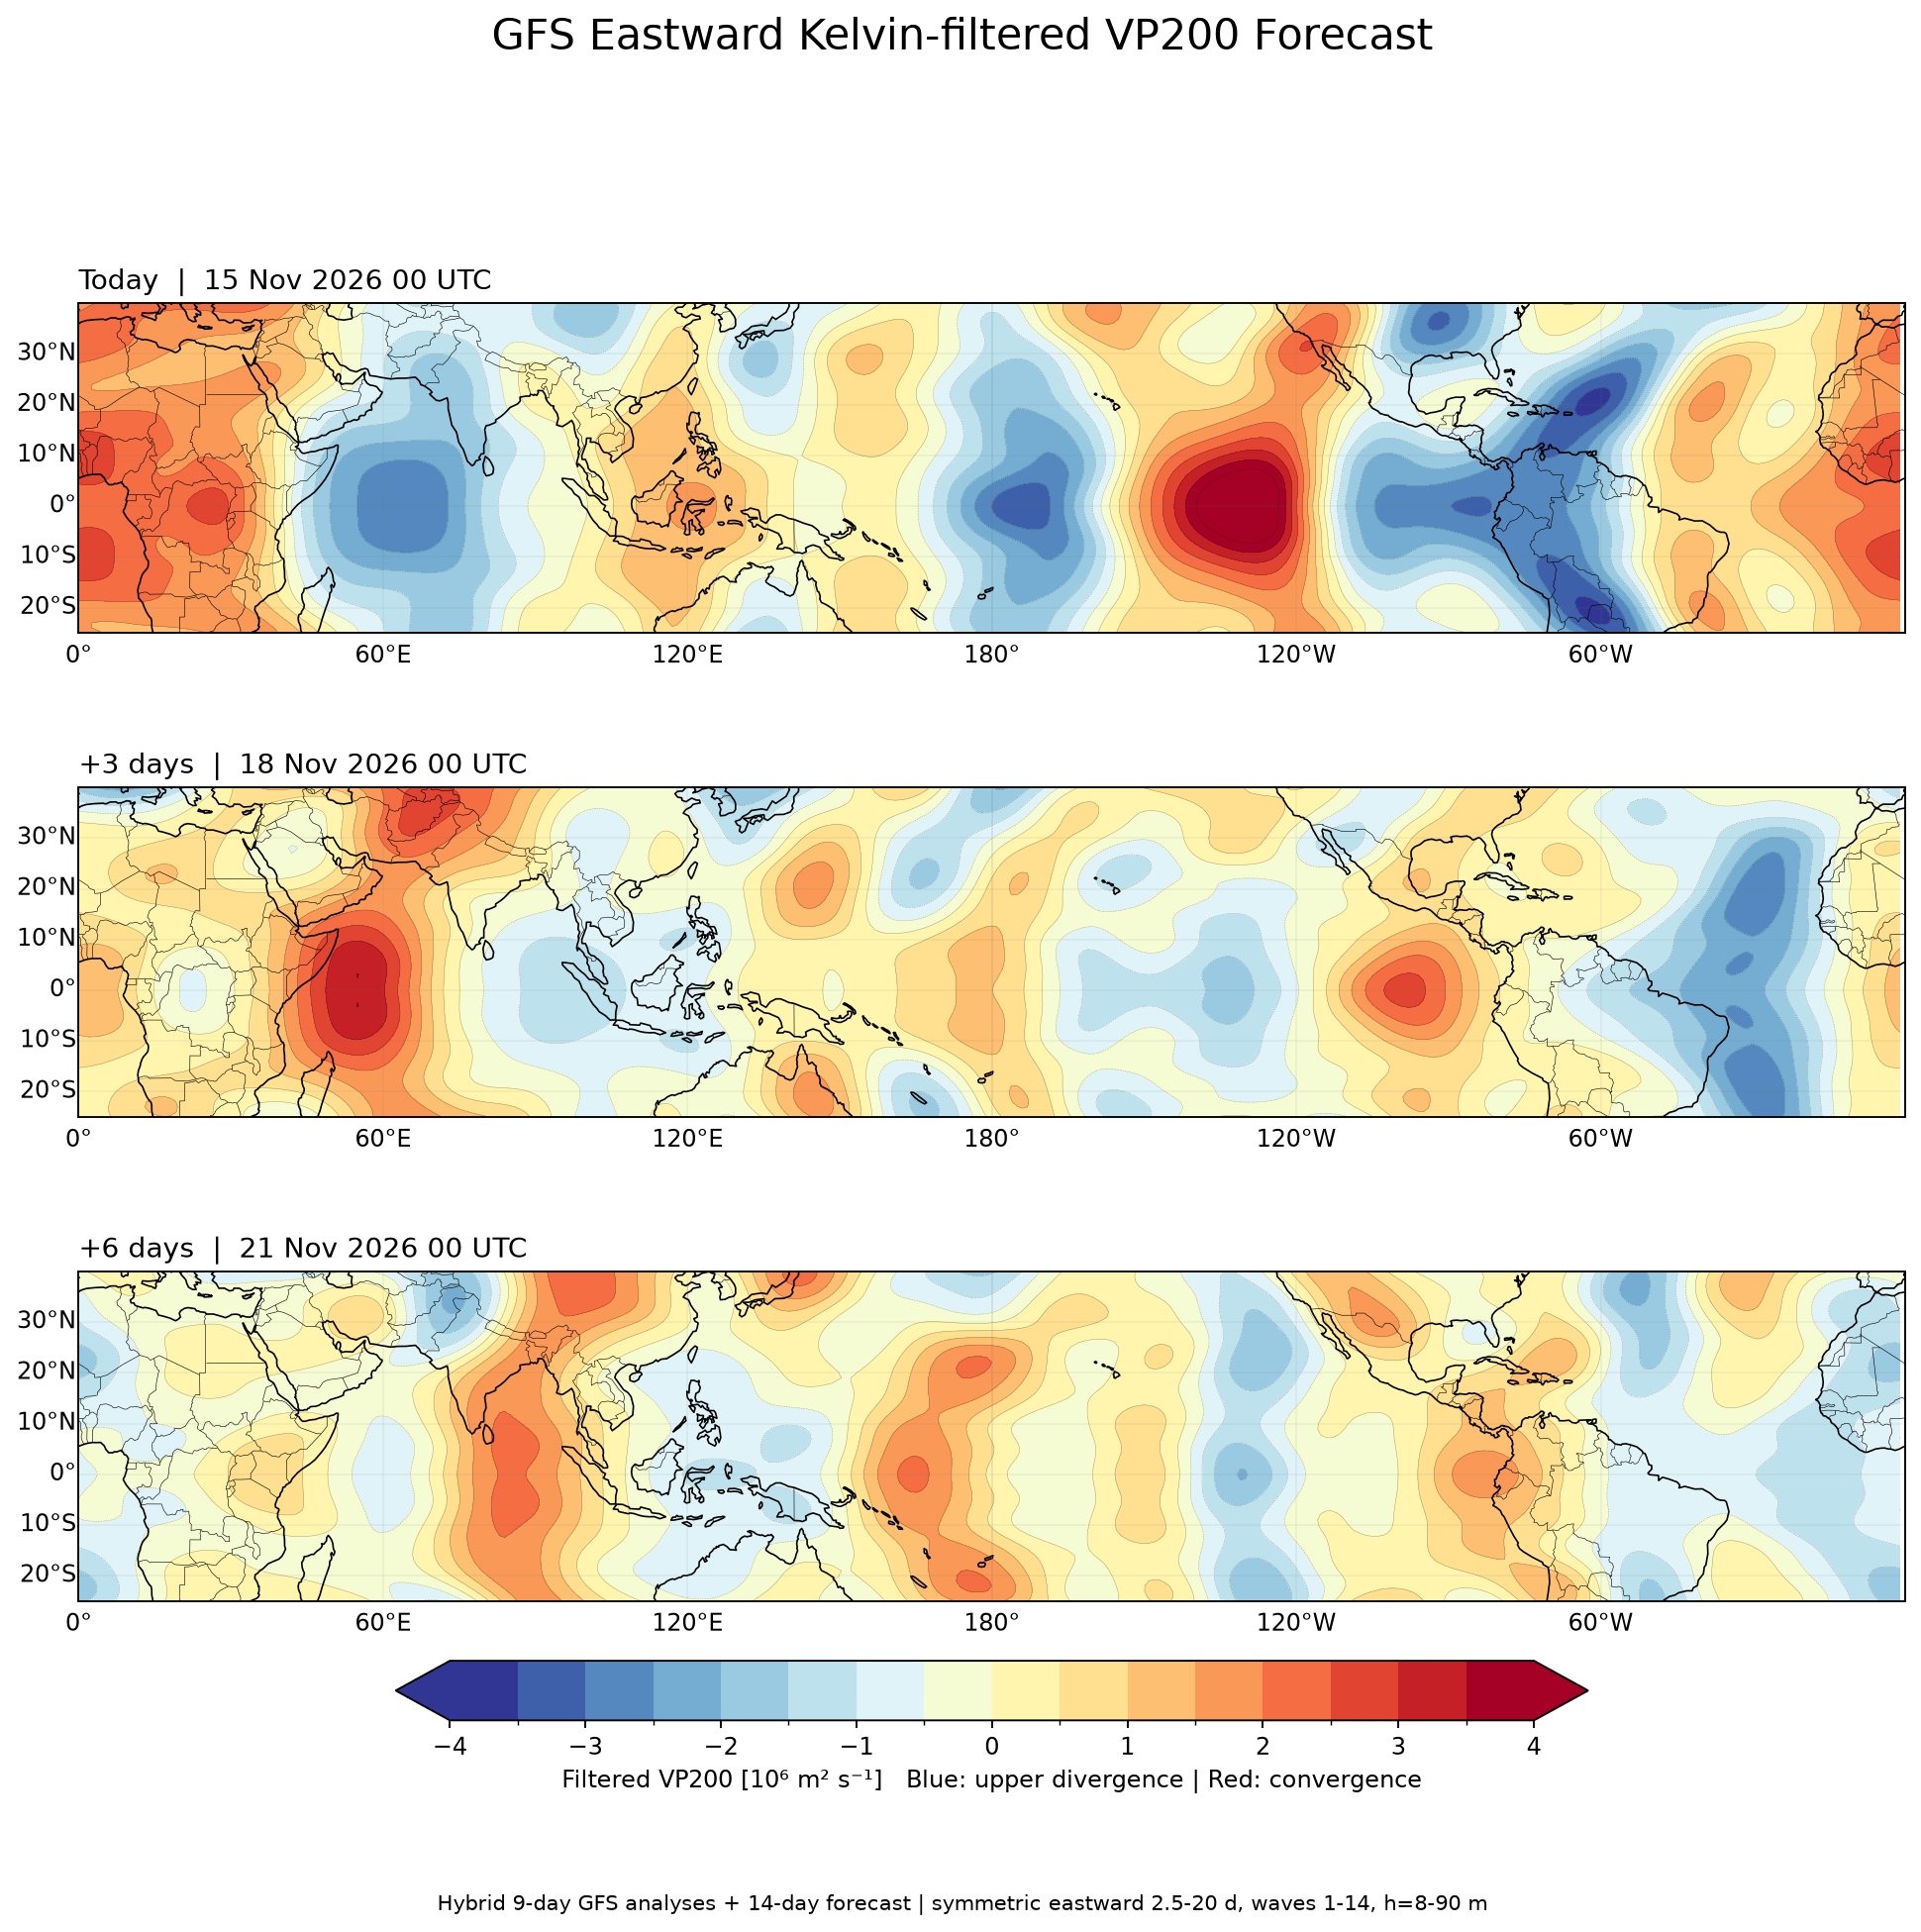 GFS Eastward Kelvin-filtered VP200 Forecast
Today | 15 Nov 2026 00 UTC
30°N
20°N
10°N
0°
10°S
20°S
0° 60°E 120°E 180° 120°W 60°W
+3 days | 18 Nov 2026 00 UTC
30°N
20°N
10°N
0°
10°S
20°S
0° 60°E 120°E 180° 120°W 60°W
+6 days | 21 Nov 2026 00 UTC
30°N
20°N
10°N
0°
10°S
20°S
0° 60°E 120°E 180° 120°W 60°W
−4 −3 −2 −1 0 1 2 3 4
Filtered VP200 [10⁶ m² s⁻¹] Blue: upper divergence | Red: convergence
Hybrid 9-day GFS analyses + 14-day forecast | symmetric eastward 2.5-20 d, waves 1-14, h=8-90 m